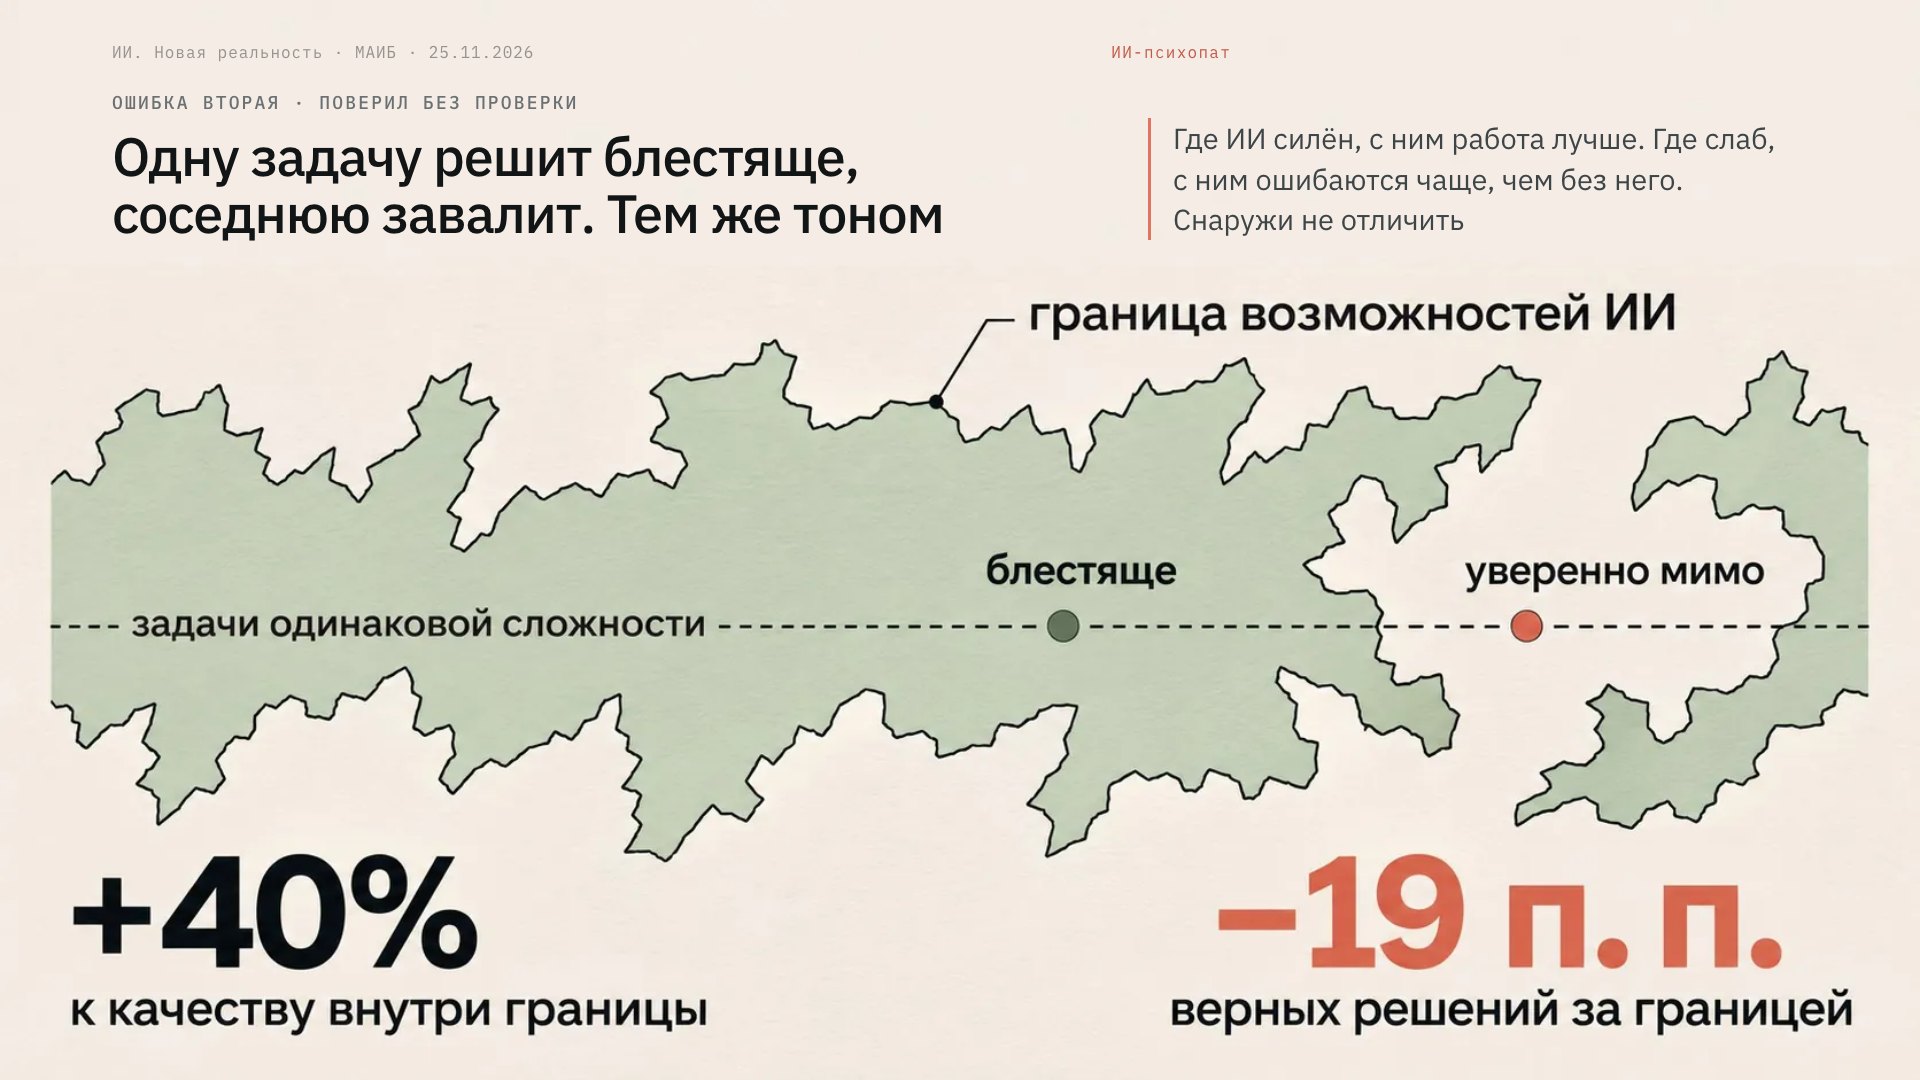 ИИ. Новая реальность · МАИБ · 25.11.2026
ИИ-психопат
ОШИБКА ВТОРАЯ · ПОВЕРИЛ БЕЗ ПРОВЕРКИ
Одну задачу решит блестяще,
соседнюю завалит. Тем же тоном
Где ИИ силён, с ним работа лучше. Где слаб,
с ним ошибаются чаще, чем без него.
Снаружи не отличить
граница возможностей ИИ
блестяще
уверенно мимо
задачи одинаковой сложности
+40%
к качеству внутри границы
−19 п. п.
верных решений за границей